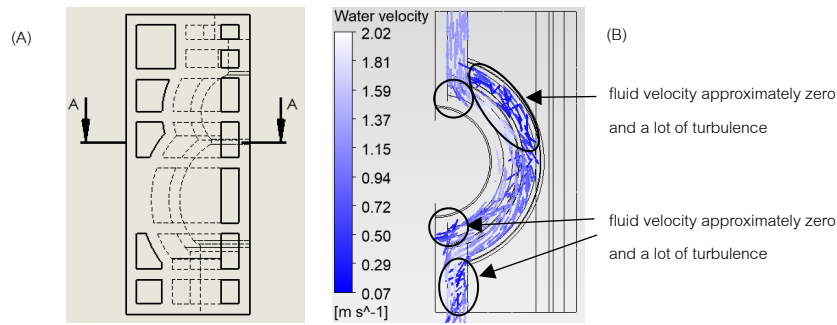 (A)
A
A
Water velocity
2.02
1.81
1.59
1.37
1.15
0.94
0.72
0.50
0.29
0.07
[m s^-1]
(B)
fluid velocity approximately zero
and a lot of turbulence
fluid velocity approximately zero
and a lot of turbulence